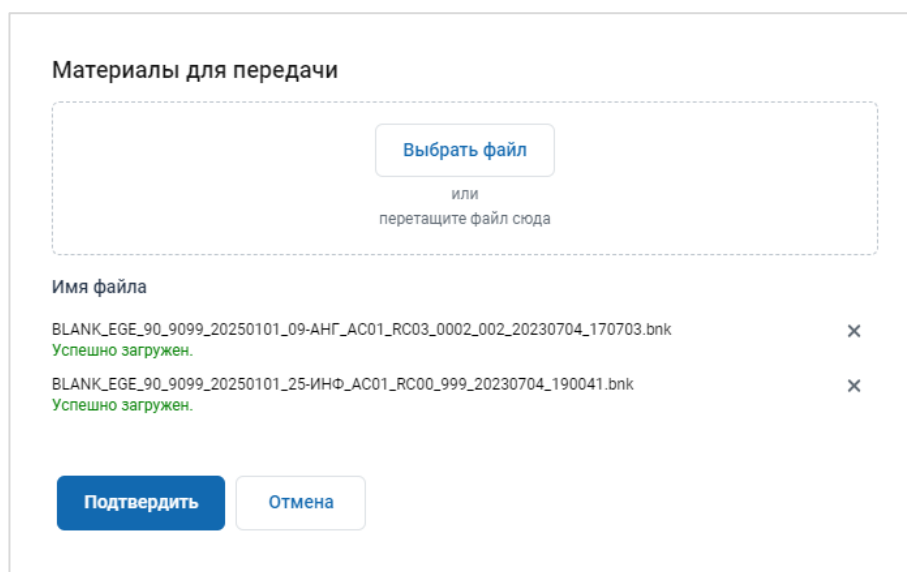 Материалы для передачи
Выбрать файл
или
перетащите файл сюда
Имя файла
BLANK_EGE_90_9099_20250101_09-АНГ_AC01_RC03_0002_002_20230704_170703.bnk
Успешно загружен.
BLANK_EGE_90_9099_20250101_25-ИНФ_AC01_RC00_999_20230704_190041.bnk
Успешно загружен.
Подтвердить
Отмена